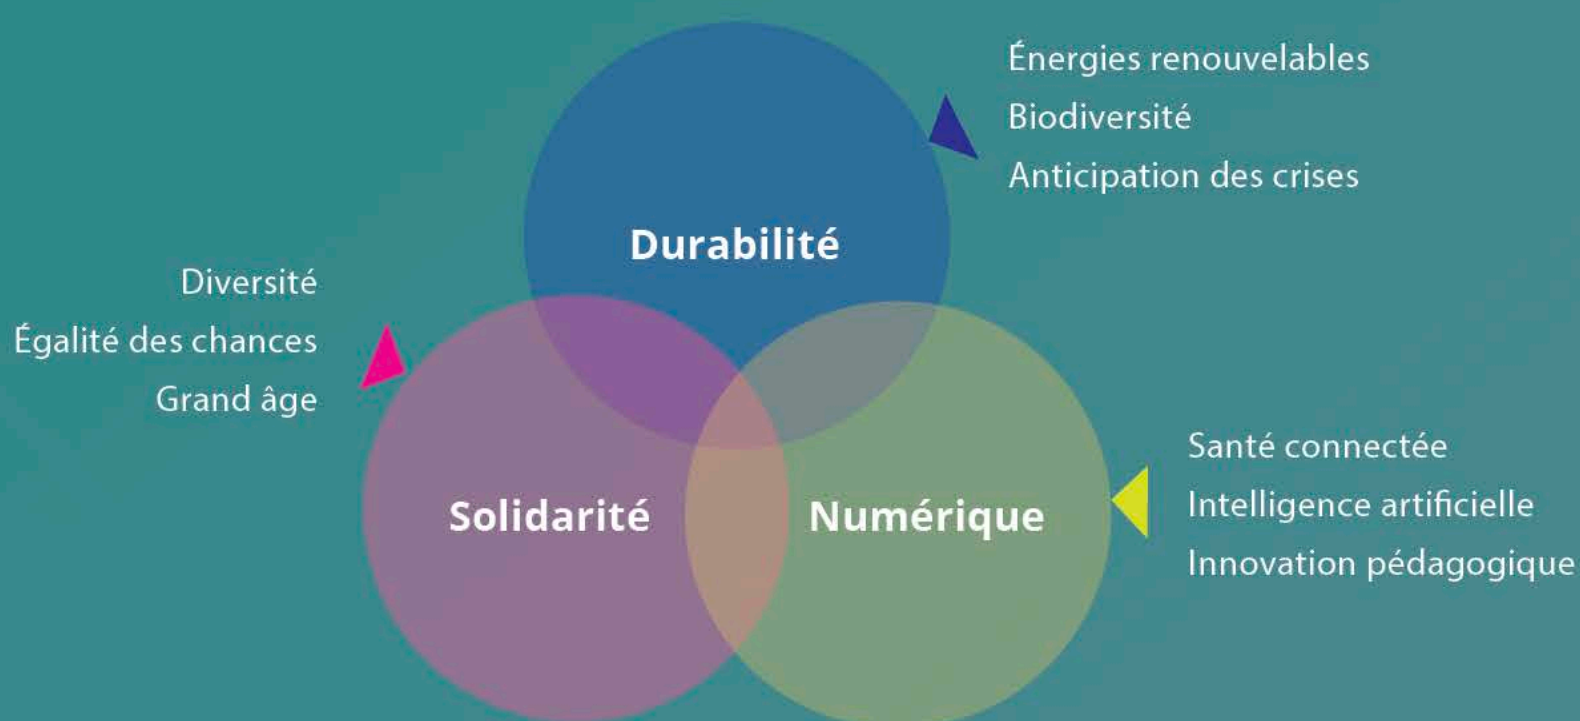 Énergies renouvelables
Biodiversité
Anticipation des crises
Durabilité
Diversité
Égalité des chances
Grand âge
Solidarité
Numérique
Santé connectée
Intelligence artificielle
Innovation pédagogique